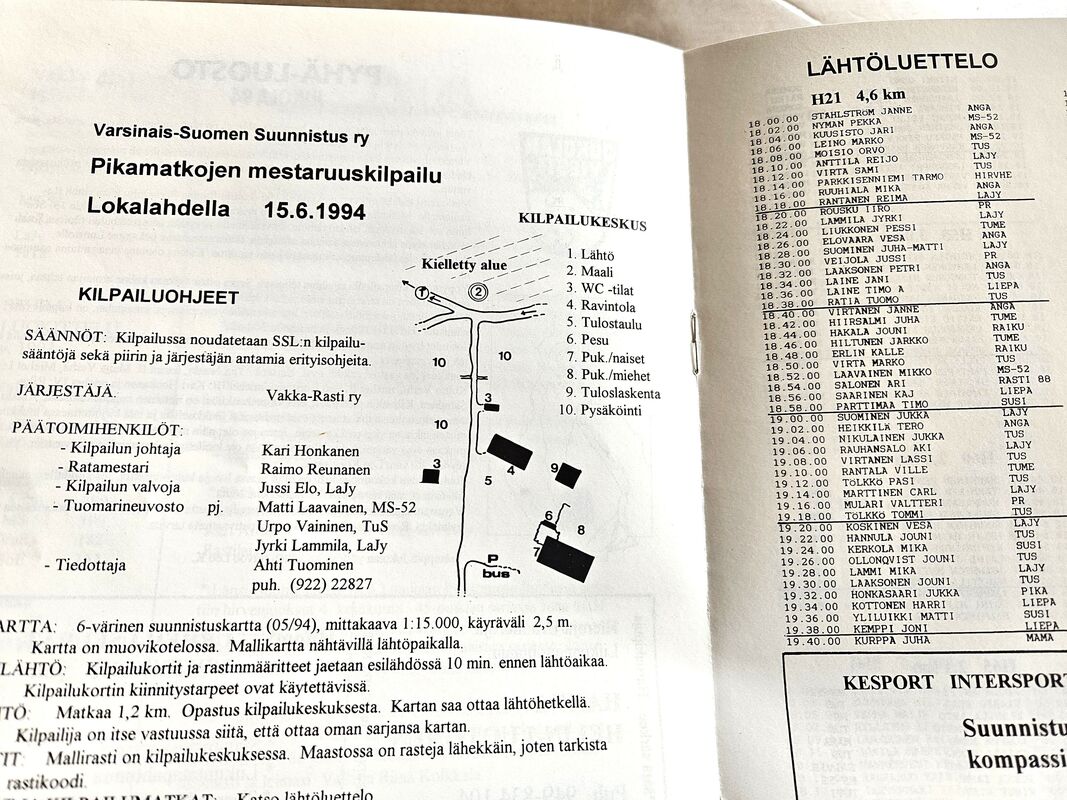 Varsinais-Suomen Suunnistus ry
Pikamatkojen mestaruuskilpailu
Lokalahdella 15.6.1994
KILPAILUOHJEET
SÄÄNNÖT: Kilpailussa noudatetaan SSL:n kilpailu-
sääntöjä sekä piirin ja järjestäjän antamia erityisohjeita.
JÄRJESTÄJÄ. Vakka-Rasti ry
PÄÄTOIMIHENKILÖT:
- Kilpailun johtaja Kari Honkanen
- Ratamestari Raimo Reunanen
- Kilpailun valvoja Jussi Elo, LaJy
- Tuomarineuvosto pj. Matti Laavainen, MS-52
Urpo Vaininen, TuS
Jyrki Lammila, LaJy
- Tiedottaja Ahti Tuominen
puh. (922) 22827
KILPAILUKESKUS
Kielletty alue
1
2
10
10
3
10
4
3
5
9
6
8
7
P
bus
1. Lähtö
2. Maali
3. WC -tilat
4. Ravintola
5. Tulostaulu
6. Pesu
7. Puk./naiset
8. Puk./miehet
9. Tuloslaskenta
10. Pysäköinti
ARTTA: 6-värinen suunnistuskartta (05/94), mittakaava 1:15.000, käyräväli 2,5 m.
Kartta on muovikotelossa. Mallikartta nähtävillä lähtöpaikalla.
LÄHTÖ: Kilpailukortit ja rastinmääritteet jaetaan esilähdössä 10 min. ennen lähtöaikaa.
Kilpailukortin kiinnitystarpeet ovat käytettävissä.
TÖ: Matkaa 1,2 km. Opastus kilpailukeskuksesta. Kartan saa ottaa lähtöhetkellä.
Kilpailija on itse vastuussa siitä, että ottaa oman sarjansa kartan.
TIT: Mallirasti on kilpailukeskuksessa. Maastossa on rasteja lähekkäin, joten tarkista
rastikoodi.
KILPAILUMATKAT: Katso lähtöluettelo
LÄHTÖLUETTELO
H21 4,6 km
18.00.00 STAHLSTRöM JANNE ANGA
18.02.00 NYMAN PEKKA MS-52
18.04.00 KUUSISTO JARI ANGA
18.06.00 LEINO MARKO MS-52
18.08.00 MOISIO ORVO TUS
18.10.00 ANTTILA REIJO LAJY
18.12.00 VIRTA SAMI TUS
18.14.00 PARKKISENNIEMI TARMO HIRVHE
18.16.00 RUUHIALA MIKA ANGA
18.18.00 RANTANEN REIMA LAJY
18.20.00 ROUSKU IIRO PR
18.22.00 LAMMILA JYRKI LAJY
18.24.00 LIUKKONEN PESSI TUME
18.26.00 ELOVAARA VESA ANGA
18.28.00 SUOMINEN JUHA-MATTI LAJY
18.30.00 VEIJOLA JUSSI PR
18.32.00 LAAKSONEN PETRI ANGA
18.34.00 LAINE JANI TUS
18.36.00 LAINE TIMO A LIEPA
18.38.00 RATIA TUOMO TUS
18.40.00 VIRTANEN JANNE ANGA
18.42.00 HIIRSALMI JUHA TUME
18.44.00 HAKALA JOUNI RAIKU
18.46.00 HILTUNEN JARKKO TUME
18.48.00 ERLIN KALLE RAIKU
18.50.00 VIRTA MARKO TUS
18.52.00 LAAVAINEN MIKKO MS-52
18.54.00 SALONEN ARI RASTI 88
18.56.00 SAARINEN KAJ LIEPA
18.58.00 PARTTIMAA TIMO SUSI
19.00.00 SUOMINEN JUKKA LAJY
19.02.00 HEIKKILÄ TERO ANGA
19.04.00 NIKULAINEN JUKKA TUS
19.06.00 RAUHANSALO AKI LAJY
19.08.00 VIRTANEN LASSI TUS
19.10.00 RANTALA VILLE TUME
19.12.00 TöLKKö PASI TUS
19.14.00 MARTTINEN CARL LAJY
19.16.00 MULARI VALTTERI PR
19.18.00 TöLKKö TOMMI TUS
19.20.00 KOSKINEN VESA LAJY
19.22.00 HANNULA JOUNI TUS
19.24.00 KERKOLA MIKA SUSI
19.26.00 OLLONQVIST JOUNI TUS
19.28.00 LAMMI MIKA LAJY
19.30.00 LAAKSONEN JOUNI TUS
19.32.00 HONKASAARI JUKKA PIKA
19.34.00 KOTTONEN HARRI LIEPA
19.36.00 YLILUIKKI MATTI SUSI
19.38.00 KEMPPI JONI LIEPA
19.40.00 KURPPA JUHA MAMA
KESPORT INTERSPORT
Suunnistu
kompassi